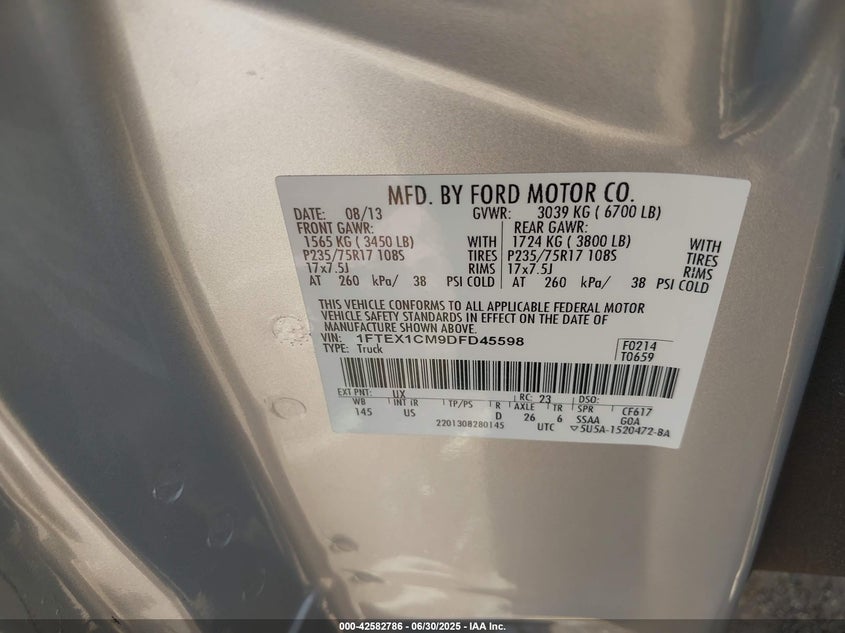 MFD. BY FORD MOTOR CO.
DATE: 08/13 GVWR: 3039 KG ( 6700 LB)
FRONT GAWR: REAR GAWR:
1565 KG ( 3450 LB) WITH 1724 KG ( 3800 LB) WITH
P235/75R17 108S TIRES P235/75R17 108S TIRES
17x7.5J RIMS 17x7.5J RIMS
AT 260 kPa/ 38 PSI COLD AT 260 kPa/ 38 PSI COLD
THIS VEHICLE CONFORMS TO ALL APPLICABLE FEDERAL MOTOR
VEHICLE SAFETY STANDARDS IN EFFECT ON THE DATE OF
MANUFACTURE SHOWN ABOVE.
VIN: 1FTEX1CM9DFD45598 F0214
TYPE: Truck T0659
EXT PNT: UX RC: 23 DSO:
WB INT TR TP/PS R AXLE TR SPR CF617
145 US D 26 6 SSAA GOA
2201308280145 UTC ▽5U5A-1520472-BA
000-42582786 - 06/30/2025 - IAA Inc.